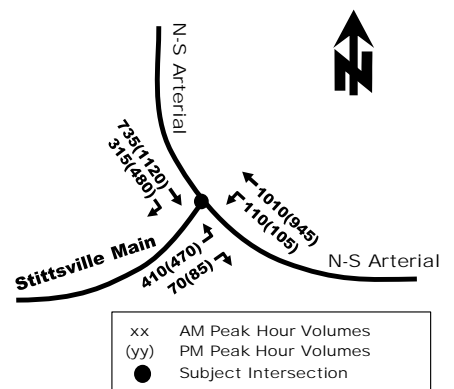 N-S Arterial
N
735(1120)
315(480)
1010(945)
110(105)
Stittsville Main
410(470)
70(85)
N-S Arterial
xx AM Peak Hour Volumes
(yy) PM Peak Hour Volumes
Subject Intersection